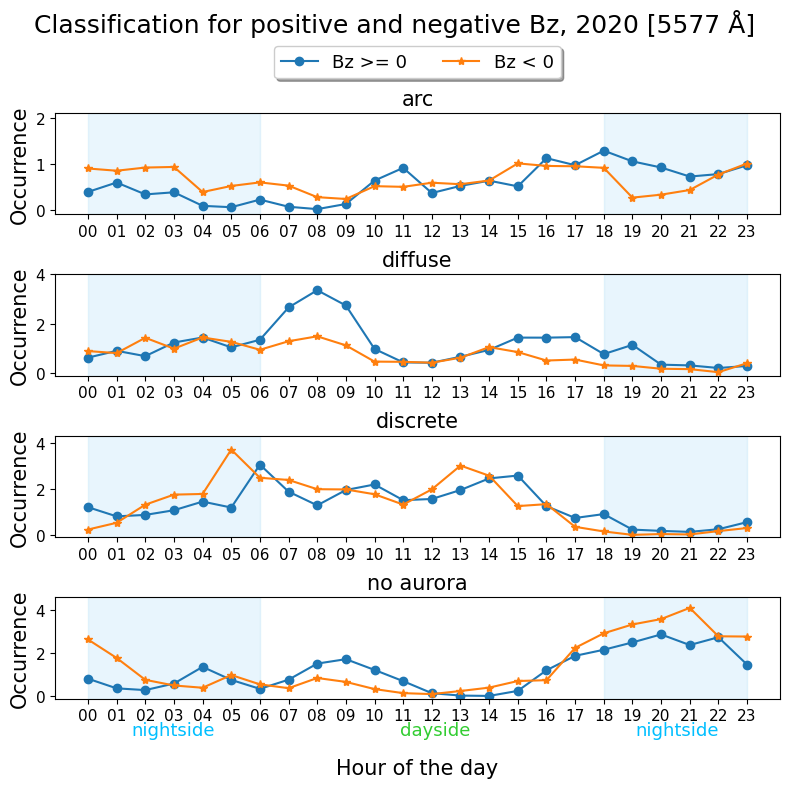 Classification for positive and negative Bz, 2020 [5577 Å]
Bz >= 0 Bz < 0
arc
Occurrence
2
1
0
00 01 02 03 04 05 06 07 08 09 10 11 12 13 14 15 16 17 18 19 20 21 22 23
diffuse
Occurrence
4
2
0
00 01 02 03 04 05 06 07 08 09 10 11 12 13 14 15 16 17 18 19 20 21 22 23
discrete
Occurrence
4
2
0
00 01 02 03 04 05 06 07 08 09 10 11 12 13 14 15 16 17 18 19 20 21 22 23
no aurora
Occurrence
4
2
0
00 01 02 03 04 05 06 07 08 09 10 11 12 13 14 15 16 17 18 19 20 21 22 23
nightside dayside nightside
Hour of the day